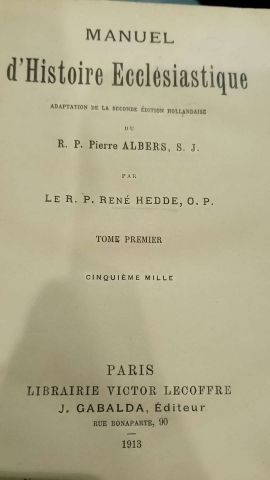 MANUEL
d'Histoire Ecclésiastique
ADAPTATION DE LA SECONDE ÉDITION HOLLANDAISE
DU
R. P. Pierre ALBERS, S. J.
PAR
LE R. P. RENÉ HEDDE, O. P.
TOME PREMIER
CINQUIÈME MILLE
PARIS
LIBRAIRIE VICTOR LECOFFRE
J. GABALDA, Éditeur
RUE BONAPARTE, 90
1913